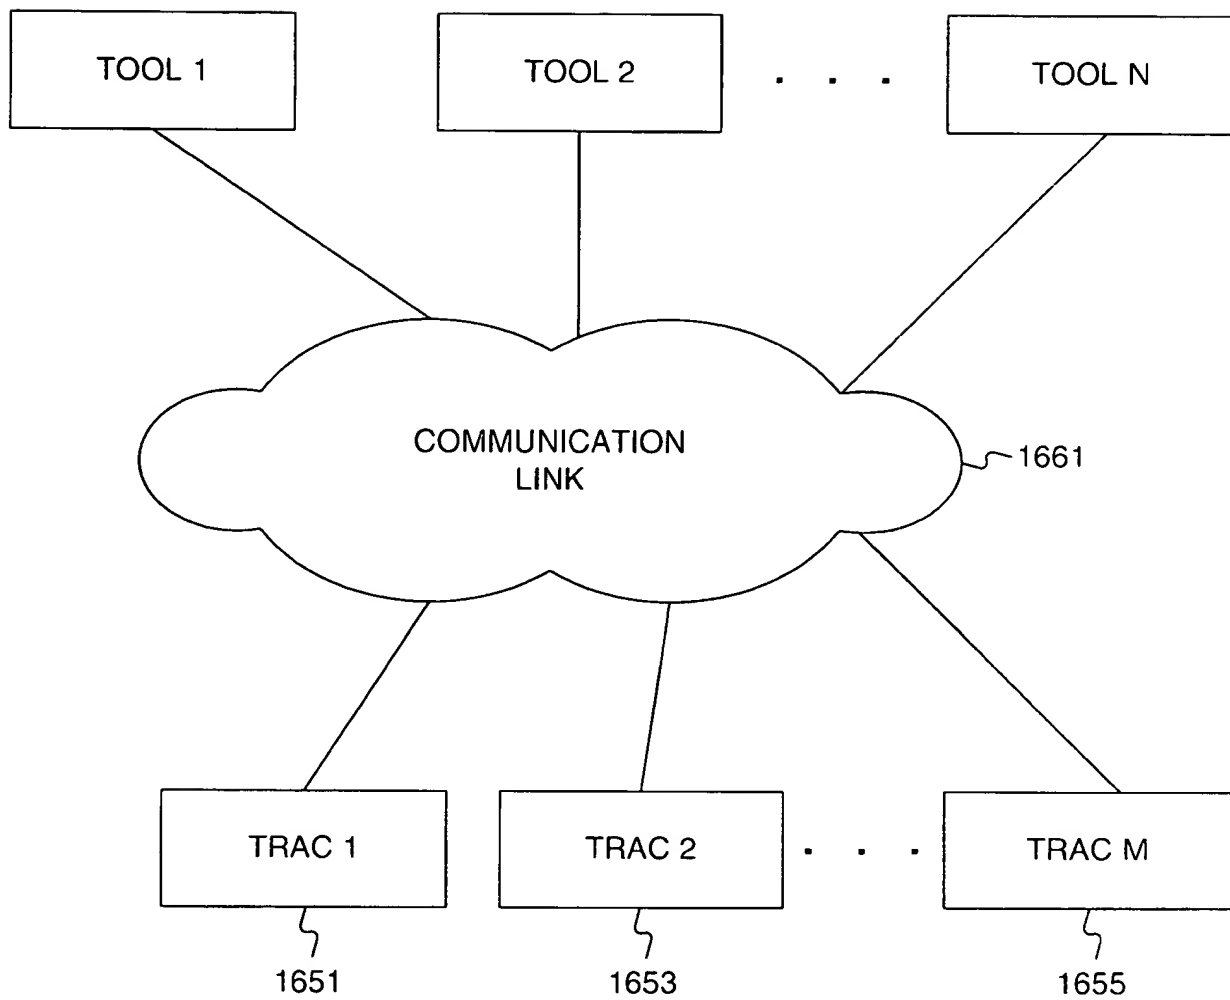 TOOL 1
TOOL 2
. . .
TOOL N
COMMUNICATION
LINK
1661
TRAC 1
TRAC 2
. . .
TRAC M
1651
1653
1655